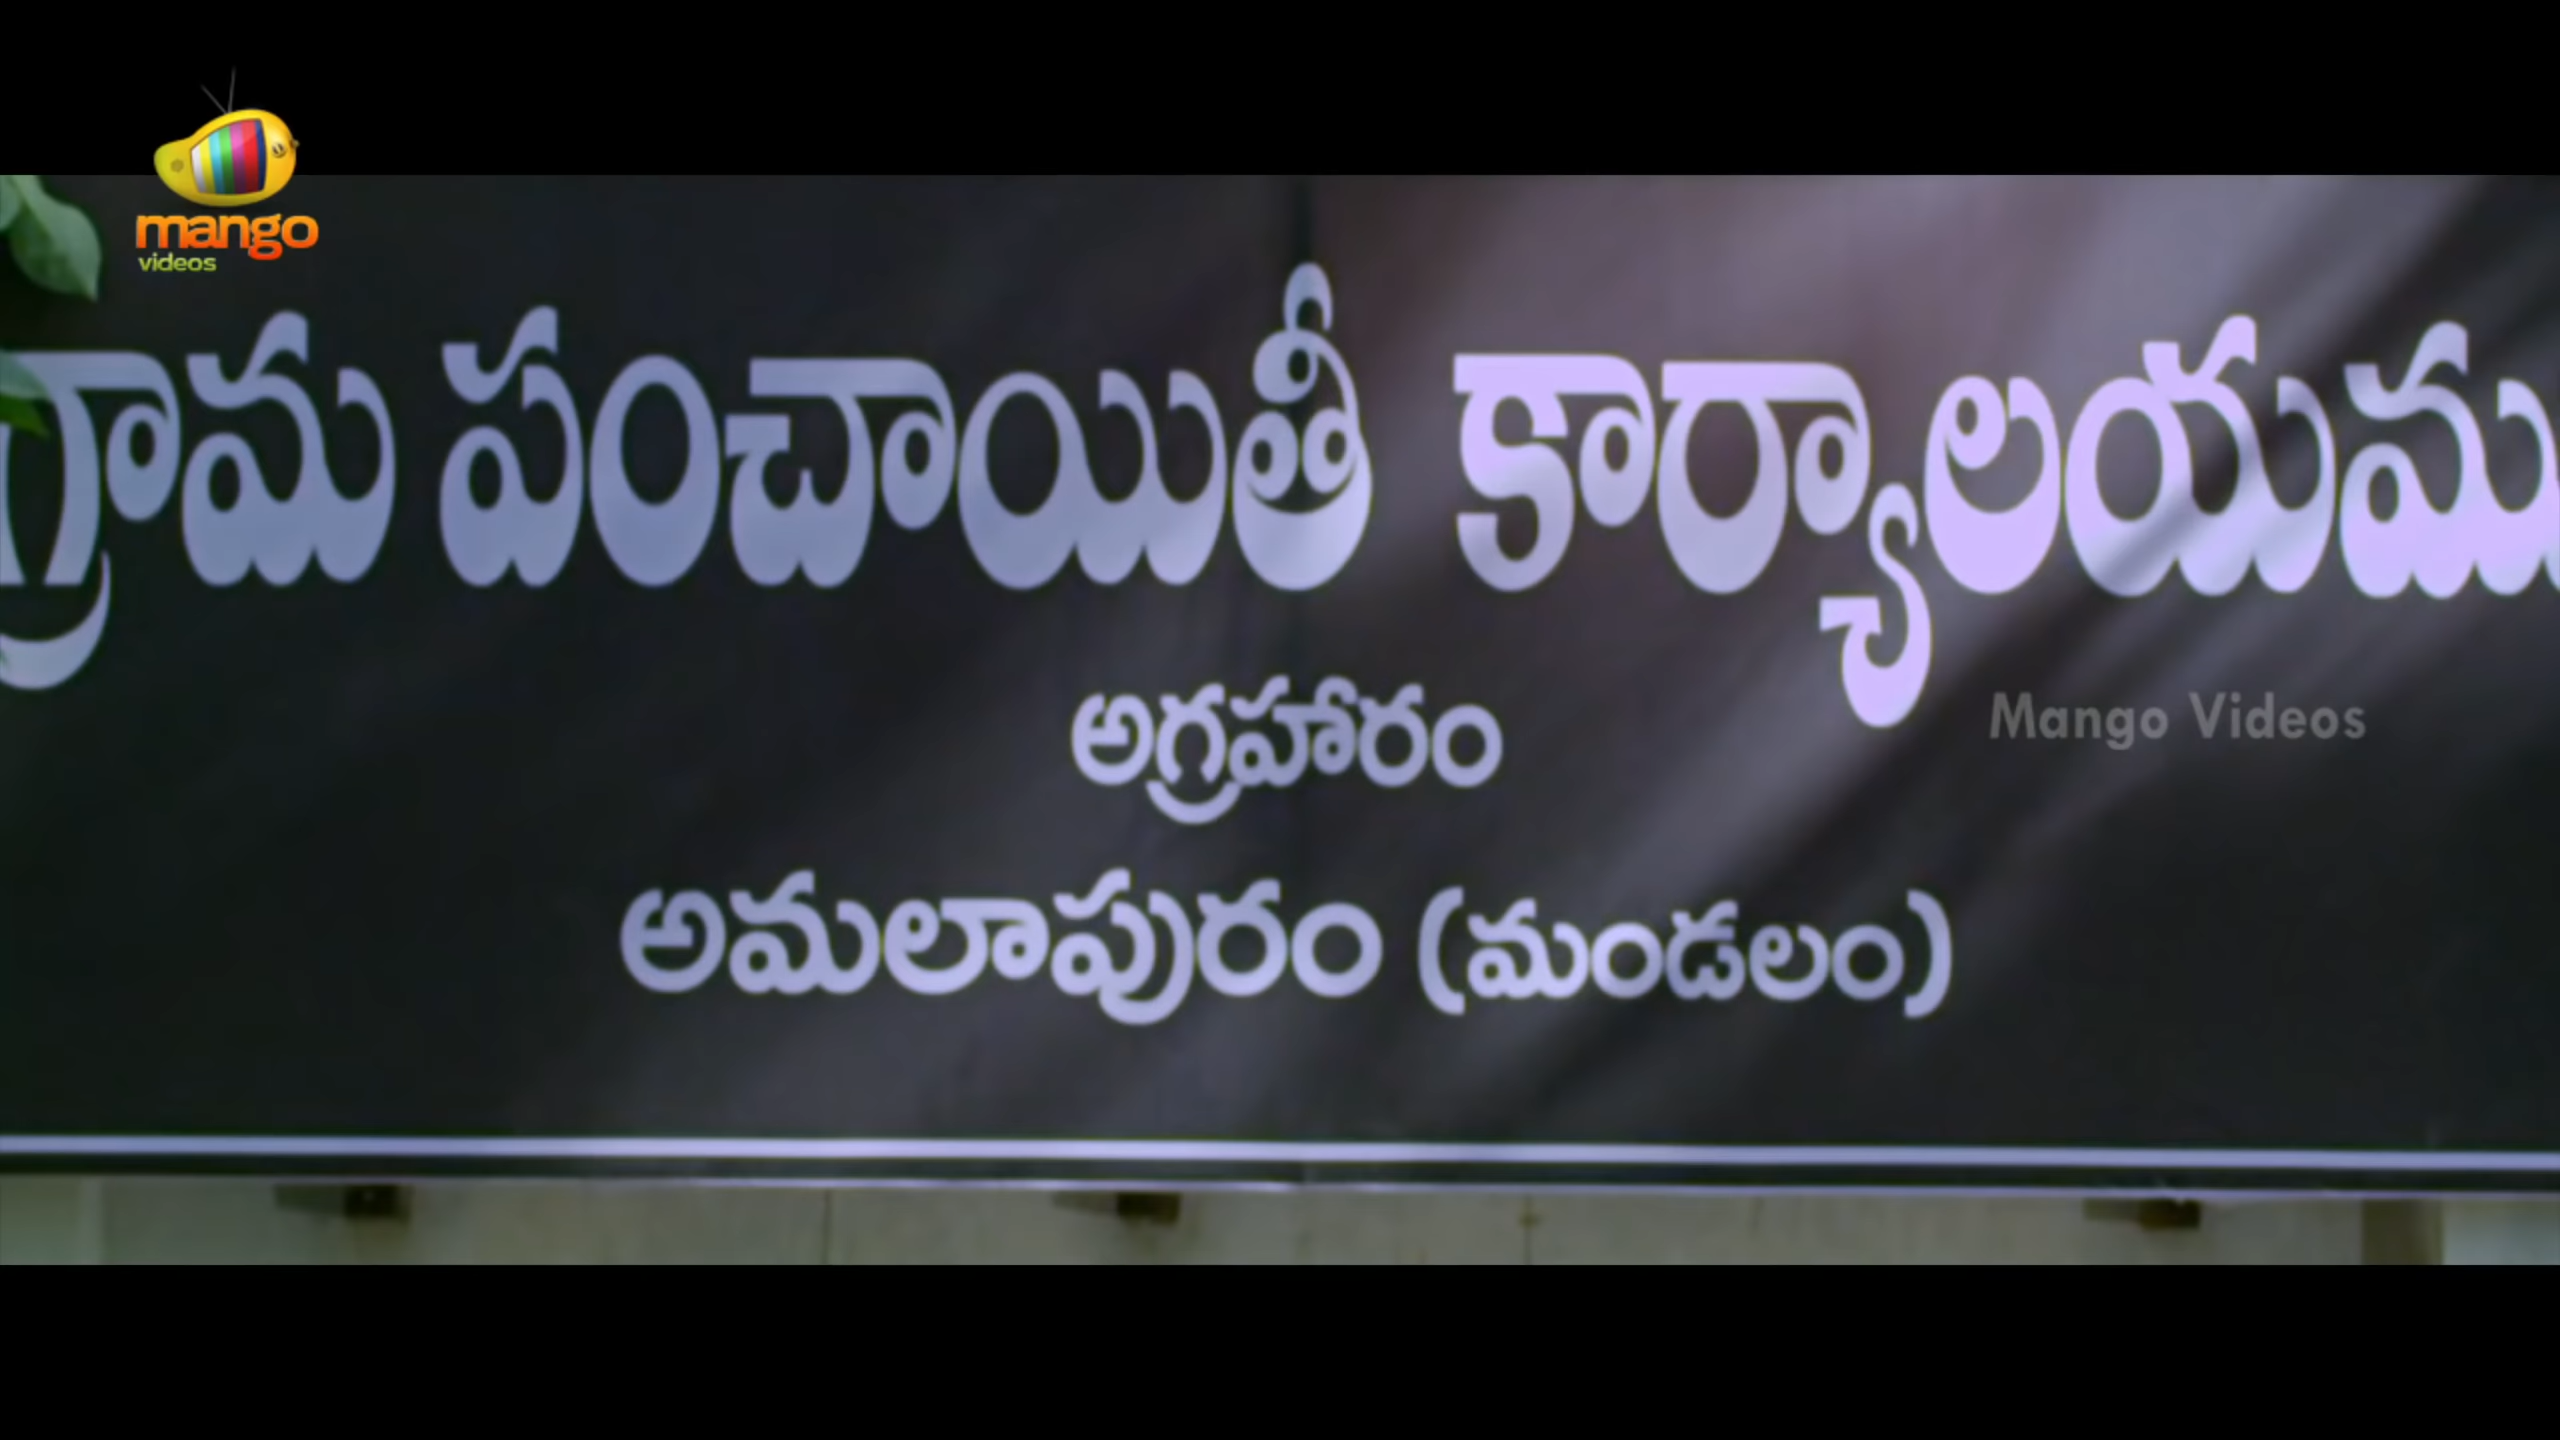 mango
videos
గ్రామ పంచాయితీ కార్యాలయము
Mango Videos
అగ్రహారం
అమలాపురం (మండలం)